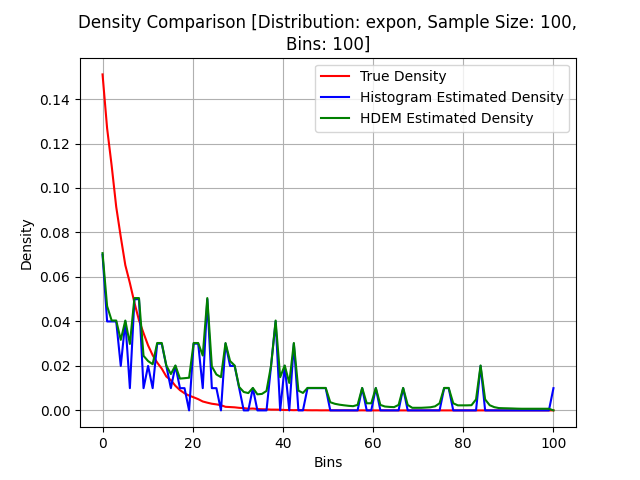 Density Comparison [Distribution: expon, Sample Size: 100,
Bins: 100]
True Density
Histogram Estimated Density
HDEM Estimated Density
Density
0.14
0.12
0.10
0.08
0.06
0.04
0.02
0.00
0 20 40 60 80 100
Bins